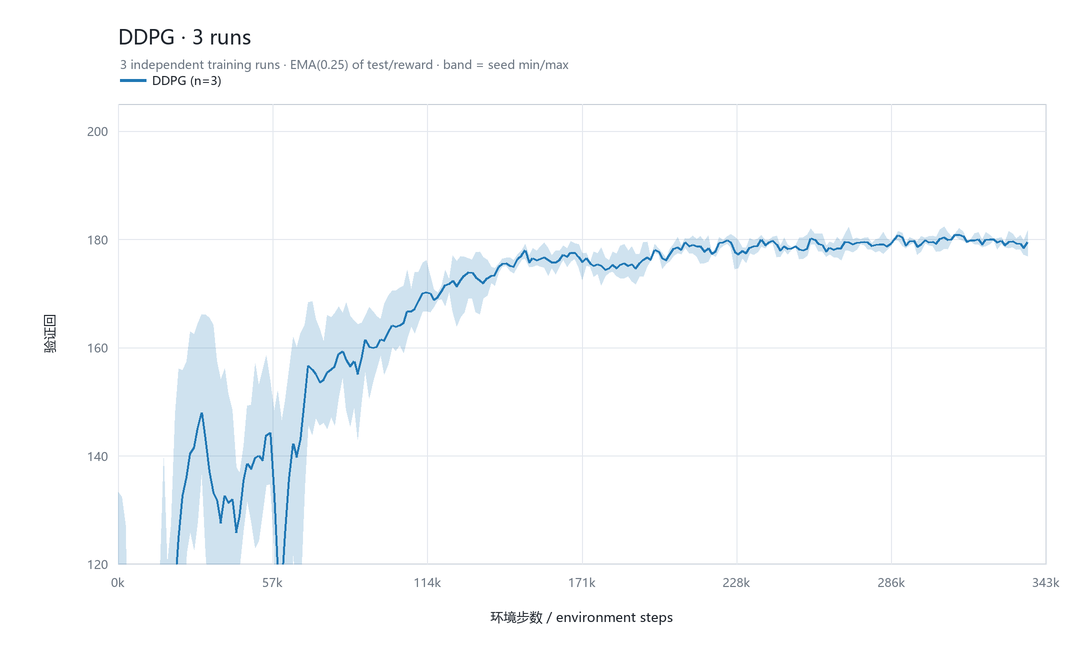 DDPG · 3 runs
3 independent training runs · EMA(0.25) of test/reward · band = seed min/max
DDPG (n=3)
200
180
160
140
120
验证回
0k
57k
114k
171k
228k
286k
343k
环境步数 / environment steps